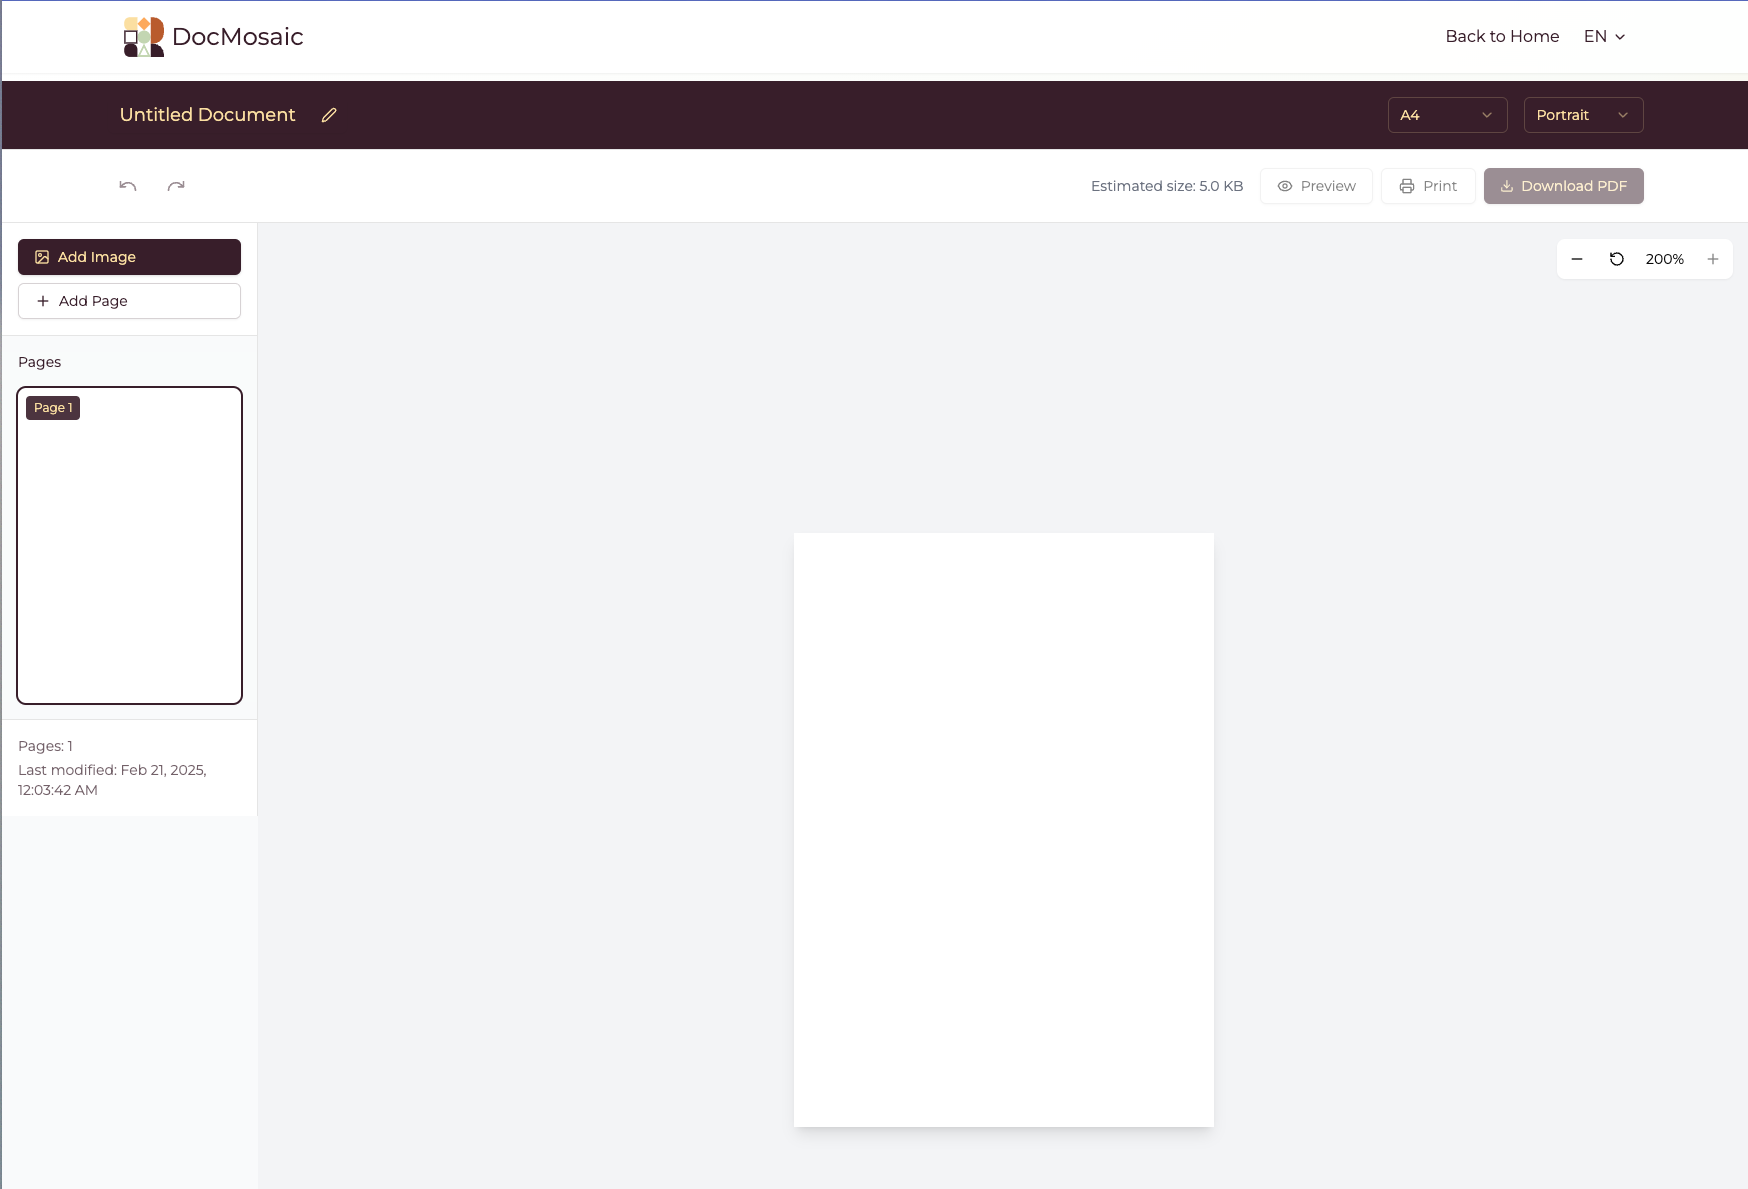 DocMosaic
Back to Home
EN
Untitled Document
A4
Portrait
Estimated size: 5.0 KB
Preview
Print
Download PDF
Add Image
Add Page
200%
Pages
Page 1
Pages: 1
Last modified: Feb 21, 2025,
12:03:42 AM